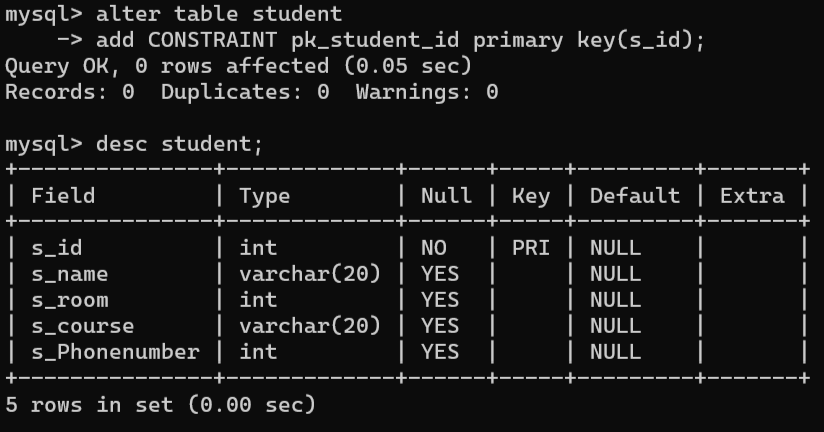 mysql> alter table student
    -> add CONSTRAINT pk_student_id primary key(s_id);
Query OK, 0 rows affected (0.05 sec)
Records: 0  Duplicates: 0  Warnings: 0

mysql> desc student;
+---------------+-------------+------+-----+---------+-------+
| Field         | Type        | Null | Key | Default | Extra |
+---------------+-------------+------+-----+---------+-------+
| s_id          | int         | NO   | PRI | NULL    |       |
| s_name        | varchar(20) | YES  |     | NULL    |       |
| s_room        | int         | YES  |     | NULL    |       |
| s_course      | varchar(20) | YES  |     | NULL    |       |
| s_Phonenumber | int         | YES  |     | NULL    |       |
+---------------+-------------+------+-----+---------+-------+
5 rows in set (0.00 sec)